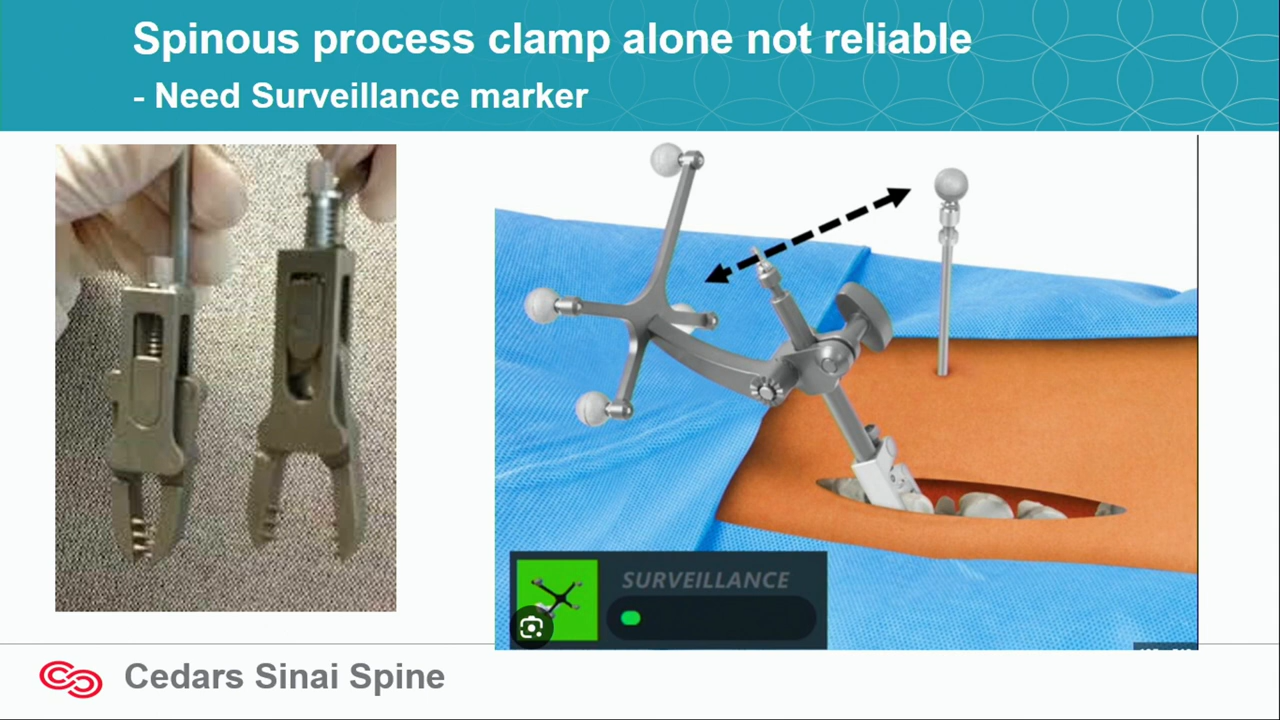 Spinous process clamp alone not reliable
- Need Surveillance marker
SURVEILLANCE
Cedars Sinai Spine